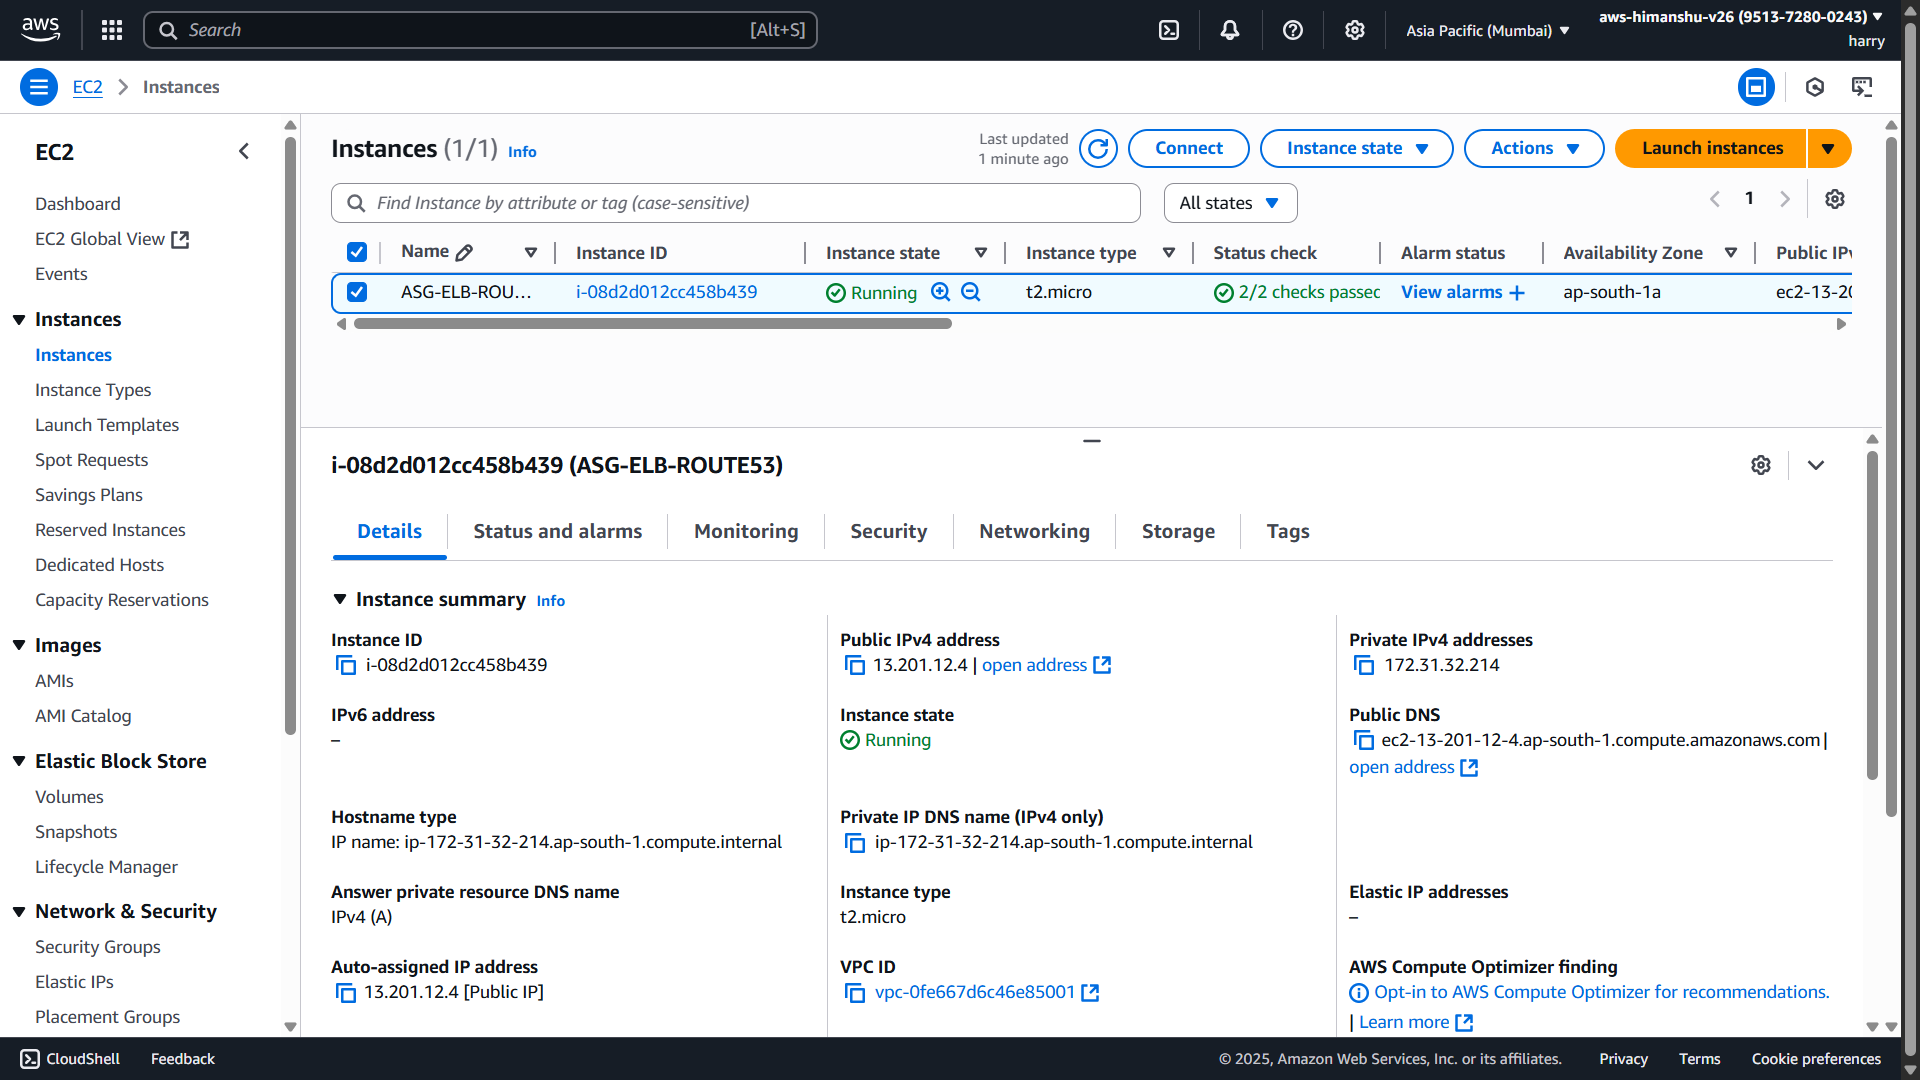 aws
Search [Alt+S]
Asia Pacific (Mumbai)
aws-himanshu-v26 (9513-7280-0243)
harry
EC2 Instances
EC2
Dashboard
EC2 Global View
Events
Instances
Instances
Instance Types
Launch Templates
Spot Requests
Savings Plans
Reserved Instances
Dedicated Hosts
Capacity Reservations
Images
AMIs
AMI Catalog
Elastic Block Store
Volumes
Snapshots
Lifecycle Manager
Network & Security
Security Groups
Elastic IPs
Placement Groups
Instances (1/1) Info
Last updated
1 minute ago
Connect Instance state Actions Launch instances
Find Instance by attribute or tag (case-sensitive) All states 1
Name Instance ID Instance state Instance type Status check Alarm status Availability Zone Public IPv
ASG-ELB-ROU... i-08d2d012cc458b439 Running t2.micro 2/2 checks passed View alarms + ap-south-1a ec2-13-20
i-08d2d012cc458b439 (ASG-ELB-ROUTE53)
Details Status and alarms Monitoring Security Networking Storage Tags
Instance summary Info
Instance ID
i-08d2d012cc458b439
Public IPv4 address
13.201.12.4 | open address
Private IPv4 addresses
172.31.32.214
IPv6 address
–
Instance state
Running
Public DNS
ec2-13-201-12-4.ap-south-1.compute.amazonaws.com |
open address
Hostname type
IP name: ip-172-31-32-214.ap-south-1.compute.internal
Private IP DNS name (IPv4 only)
ip-172-31-32-214.ap-south-1.compute.internal
Answer private resource DNS name
IPv4 (A)
Instance type
t2.micro
Elastic IP addresses
–
Auto-assigned IP address
13.201.12.4 [Public IP]
VPC ID
vpc-0fe667d6c46e85001
AWS Compute Optimizer finding
Opt-in to AWS Compute Optimizer for recommendations.
| Learn more
CloudShell Feedback © 2025, Amazon Web Services, Inc. or its affiliates. Privacy Terms Cookie preferences